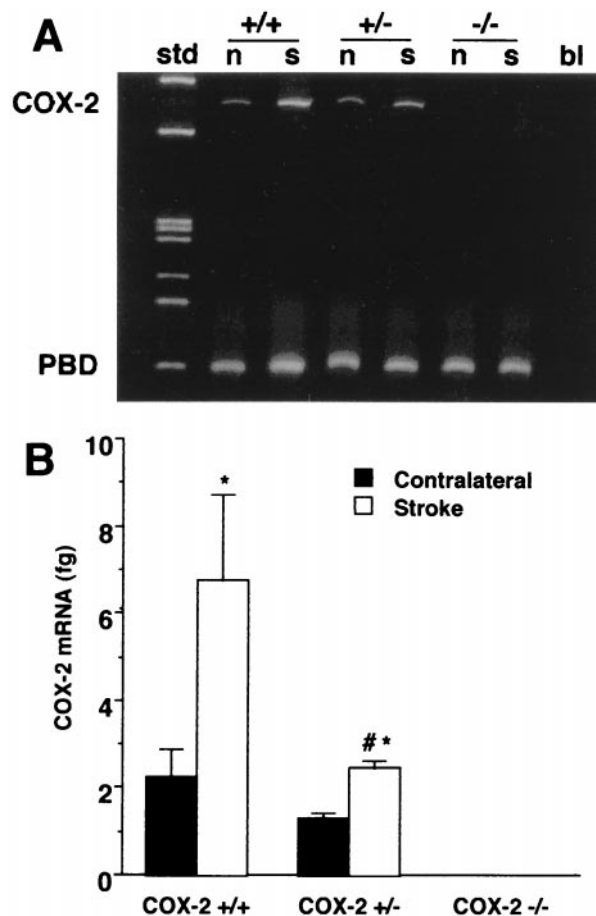 A
+/+ +/- -/-
std n s n s n s bl
COX-2
PBD
B
10
8
6
4
2
0
COX-2 mRNA (fg)
Contralateral
Stroke
*
# *
COX-2 +/+ COX-2 +/- COX-2 -/-